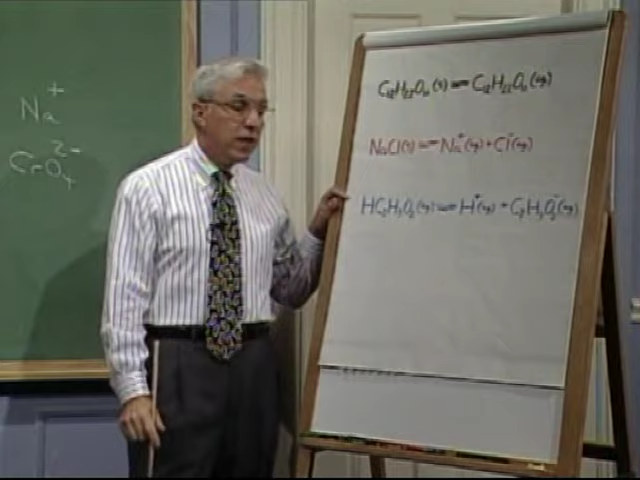 Na⁺
CrO₄²⁻
C₁₂H₂₂O₁₁(s) ⇌ C₁₂H₂₂O₁₁(aq)
NaCl(s) ⇌ Na⁺(aq) + Cl⁻(aq)
HC₂H₃O₂(aq) ⇌ H⁺(aq) + C₂H₃O₂⁻(aq)